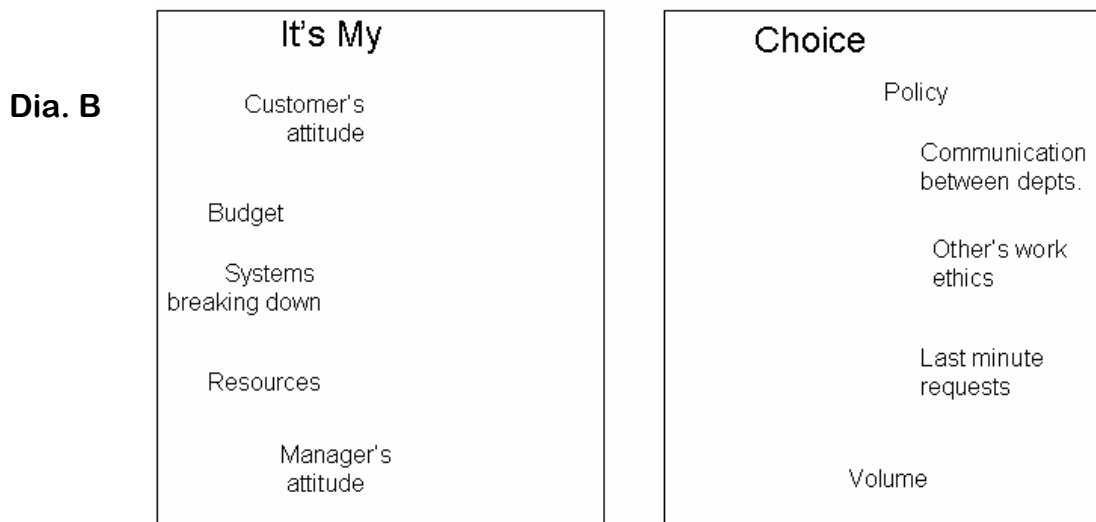 Dia. B
It's My
Customer's
attitude
Budget
Systems
breaking down
Resources
Manager's
attitude
Choice
Policy
Communication
between depts.
Other's work
ethics
Last minute
requests
Volume